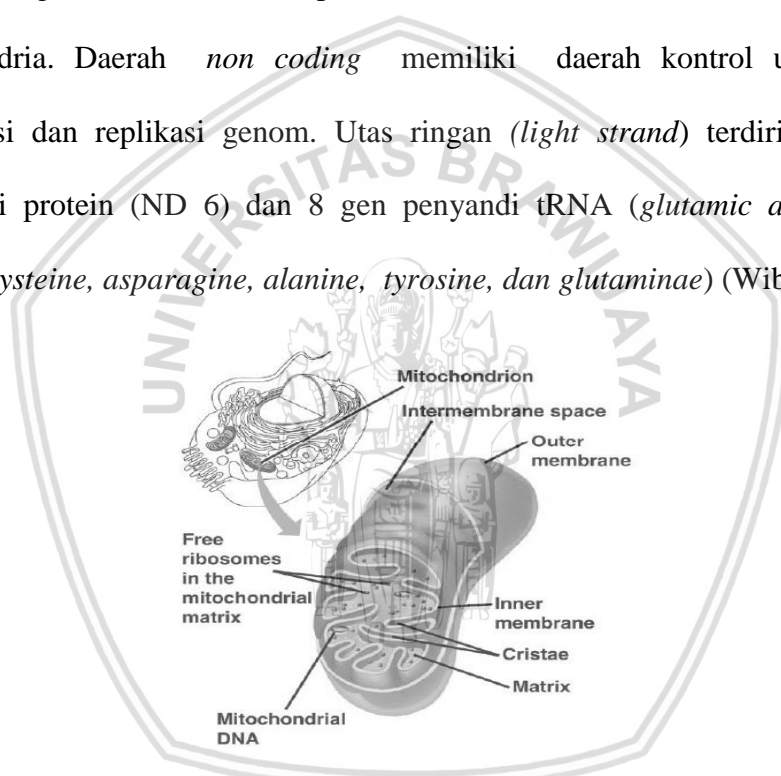 dria. Daerah non coding memiliki daerah kontrol u
si dan replikasi genom. Utas ringan (light strand) terdiri
i protein (ND 6) dan 8 gen penyandi tRNA (glutamic a
ysteine, asparagine, alanine, tyrosine, dan glutaminae) (Wib
UNIVERSITAS BRAWIJAYA
Mitochondrion
Intermembrane space
Outer
membrane
Free
ribosomes
in the
mitochondrial
matrix
Inner
membrane
Cristae
Matrix
Mitochondrial
DNA